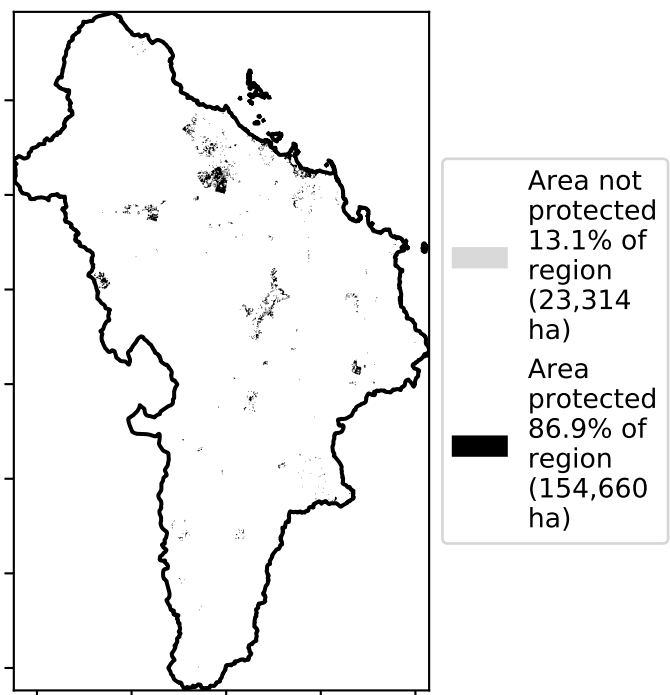 Area not
protected
13.1% of
region
(23,314
ha)
Area
protected
86.9% of
region
(154,660
ha)